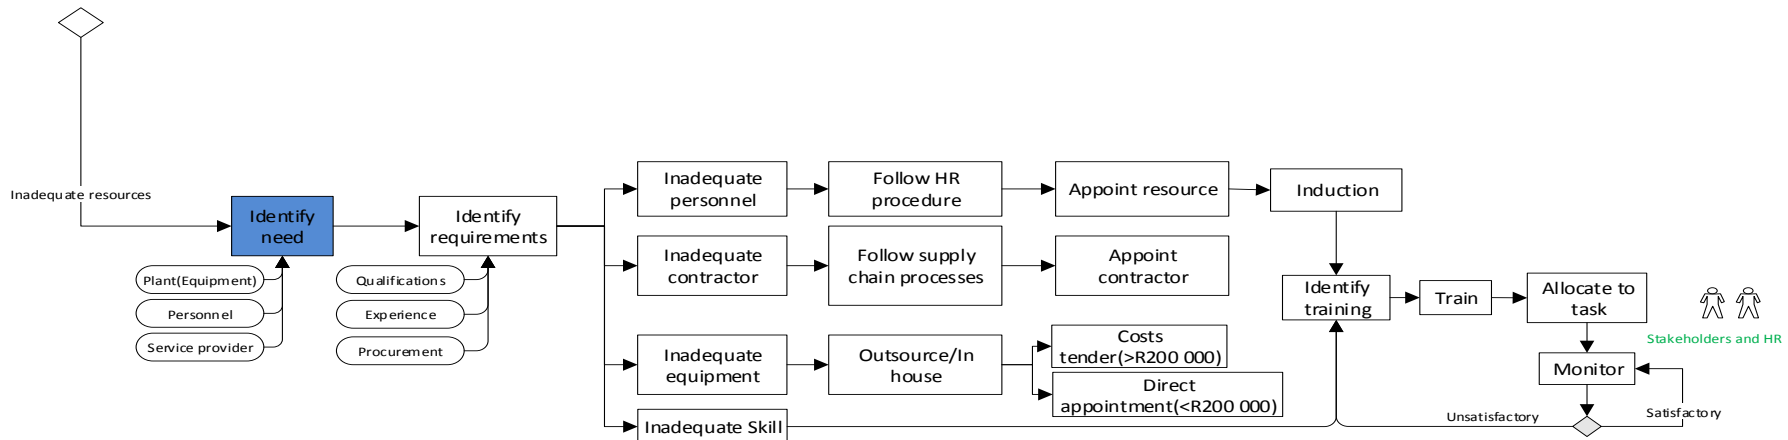 Inadequate resources
Identify
need
Plant(Equipment)
Personnel
Service provider
Identify
requirements
Qualifications
Experience
Procurement
Inadequate
personnel
Follow HR
procedure
Appoint resource
Induction
Inadequate
contractor
Follow supply
chain processes
Appoint
contractor
Inadequate
equipment
Outsource/In
house
Costs
tender(>R200 000)
Direct
appointment(<R200 000)
Inadequate Skill
Identify
training
Train
Allocate to
task
Stakeholders and HR
Monitor
Unsatisfactory
Satisfactory